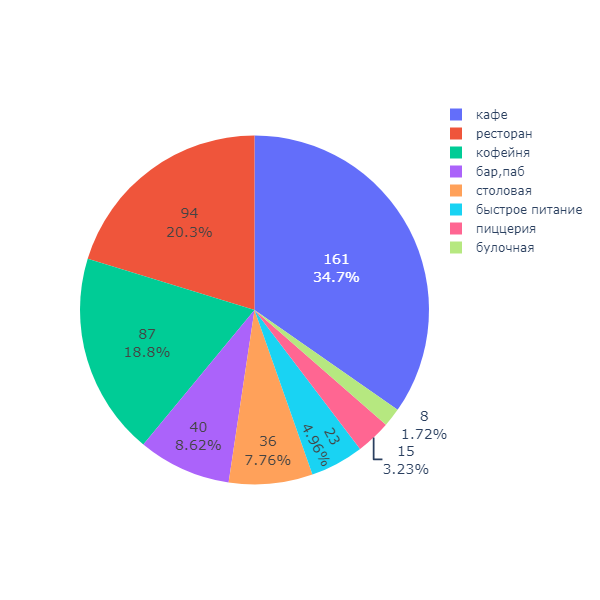 кафе
ресторан
кофейня
бар,паб
столовая
быстрое питание
пиццерия
булочная
94
20.3%
161
34.7%
87
18.8%
40
8.62%
36
7.76%
23
4.96%
8
1.72%
15
3.23%